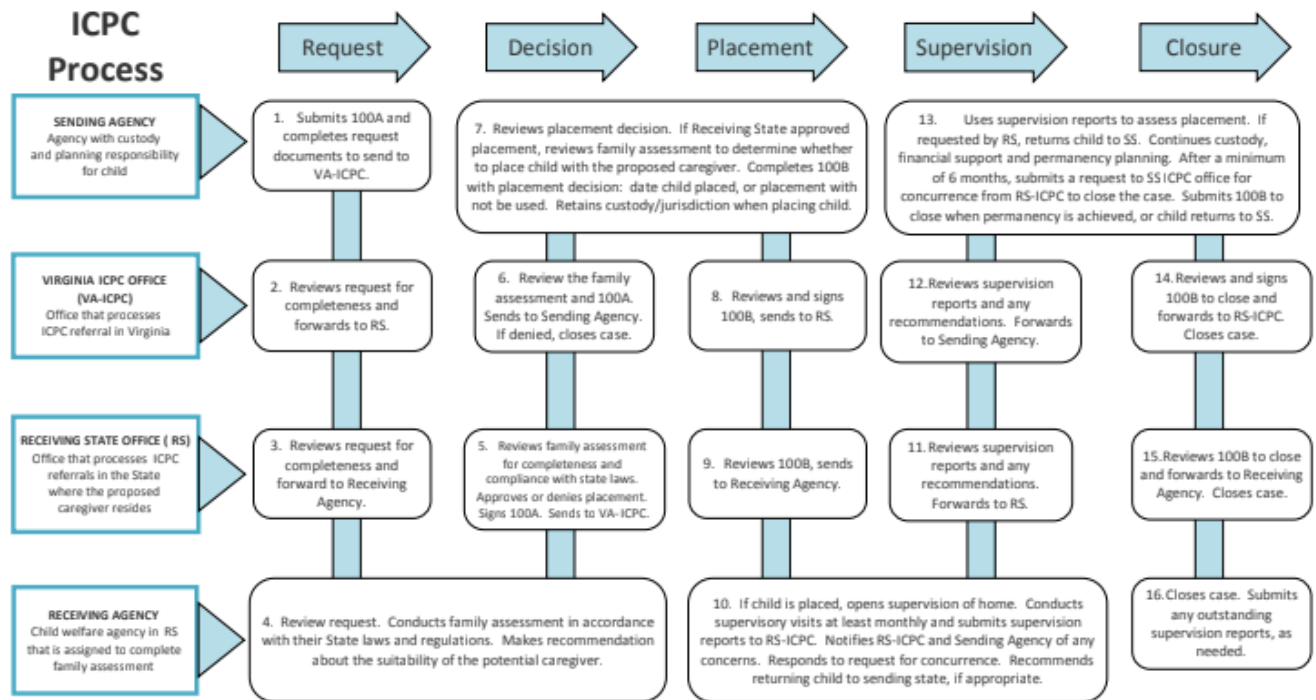 ICPC
Process
Request
Decision
Placement
Supervision
Closure
SENDING AGENCY
Agency with custody
and planning responsibility
for child
1. Submits 100A and
completes request
documents to send to
VA-ICPC.
7. Reviews placement decision. If Receiving State approved
placement, reviews family assessment to determine whether
to place child with the proposed caregiver. Completes 100B
with placement decision: date child placed, or placement with
not be used. Retains custody/jurisdiction when placing child.
13. Uses supervision reports to assess placement. If
requested by RS, returns child to SS. Continues custody,
financial support and permanency planning. After a minimum
of 6 months, submits a request to SS ICPC office for
concurrence from RS-ICPC to close the case. Submits 100B to
close when permanency is achieved, or child returns to SS.
VIRGINIA ICPC OFFICE
(VA-ICPC)
Office that processes
ICPC referral in Virginia
2. Reviews request for
completeness and
forwards to RS.
6. Review the family
assessment and 100A.
Sends to Sending Agency.
If denied, closes case.
8. Reviews and signs
100B, sends to RS.
12. Reviews supervision
reports and any
recommendations. Forwards
to Sending Agency.
14. Reviews and signs
100B to close and
forwards to RS-ICPC.
Closes case.
RECEIVING STATE OFFICE ( RS)
Office that processes ICPC
referrals in the State
where the proposed
caregiver resides
3. Reviews request for
completeness and
forward to Receiving
Agency.
5. Reviews family assessment
for completeness and
compliance with state laws.
Approves or denies placement.
Signs 100A. Sends to VA- ICPC.
9. Reviews 100B, sends
to Receiving Agency.
11. Reviews supervision
reports and any
recommendations.
Forwards to RS.
15. Reviews 100B to close
and forwards to Receiving
Agency. Closes case.
RECEIVING AGENCY
Child welfare agency in RS
that is assigned to complete
family assessment
4. Review request. Conducts family assessment in accordance
with their State laws and regulations. Makes recommendation
about the suitability of the potential caregiver.
10. If child is placed, opens supervision of home. Conducts
supervisory visits at least monthly and submits supervision
reports to RS-ICPC. Notifies RS-ICPC and Sending Agency of any
concerns. Responds to request for concurrence. Recommends
returning child to sending state, if appropriate.
16. Closes case. Submits
any outstanding
supervision reports, as
needed.